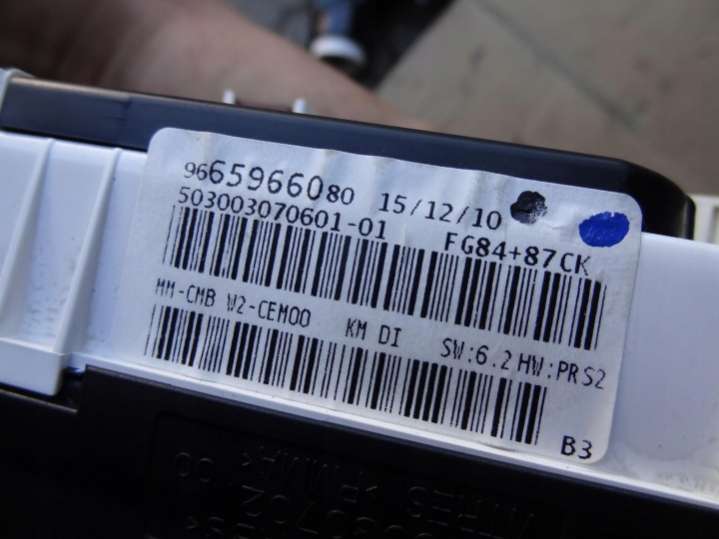 9665966080 15/12/10
503003070601-01 FG84+87CK
MM-CMB W2-CEM00 KM DI SW:6.2 HW:PRS2
B3